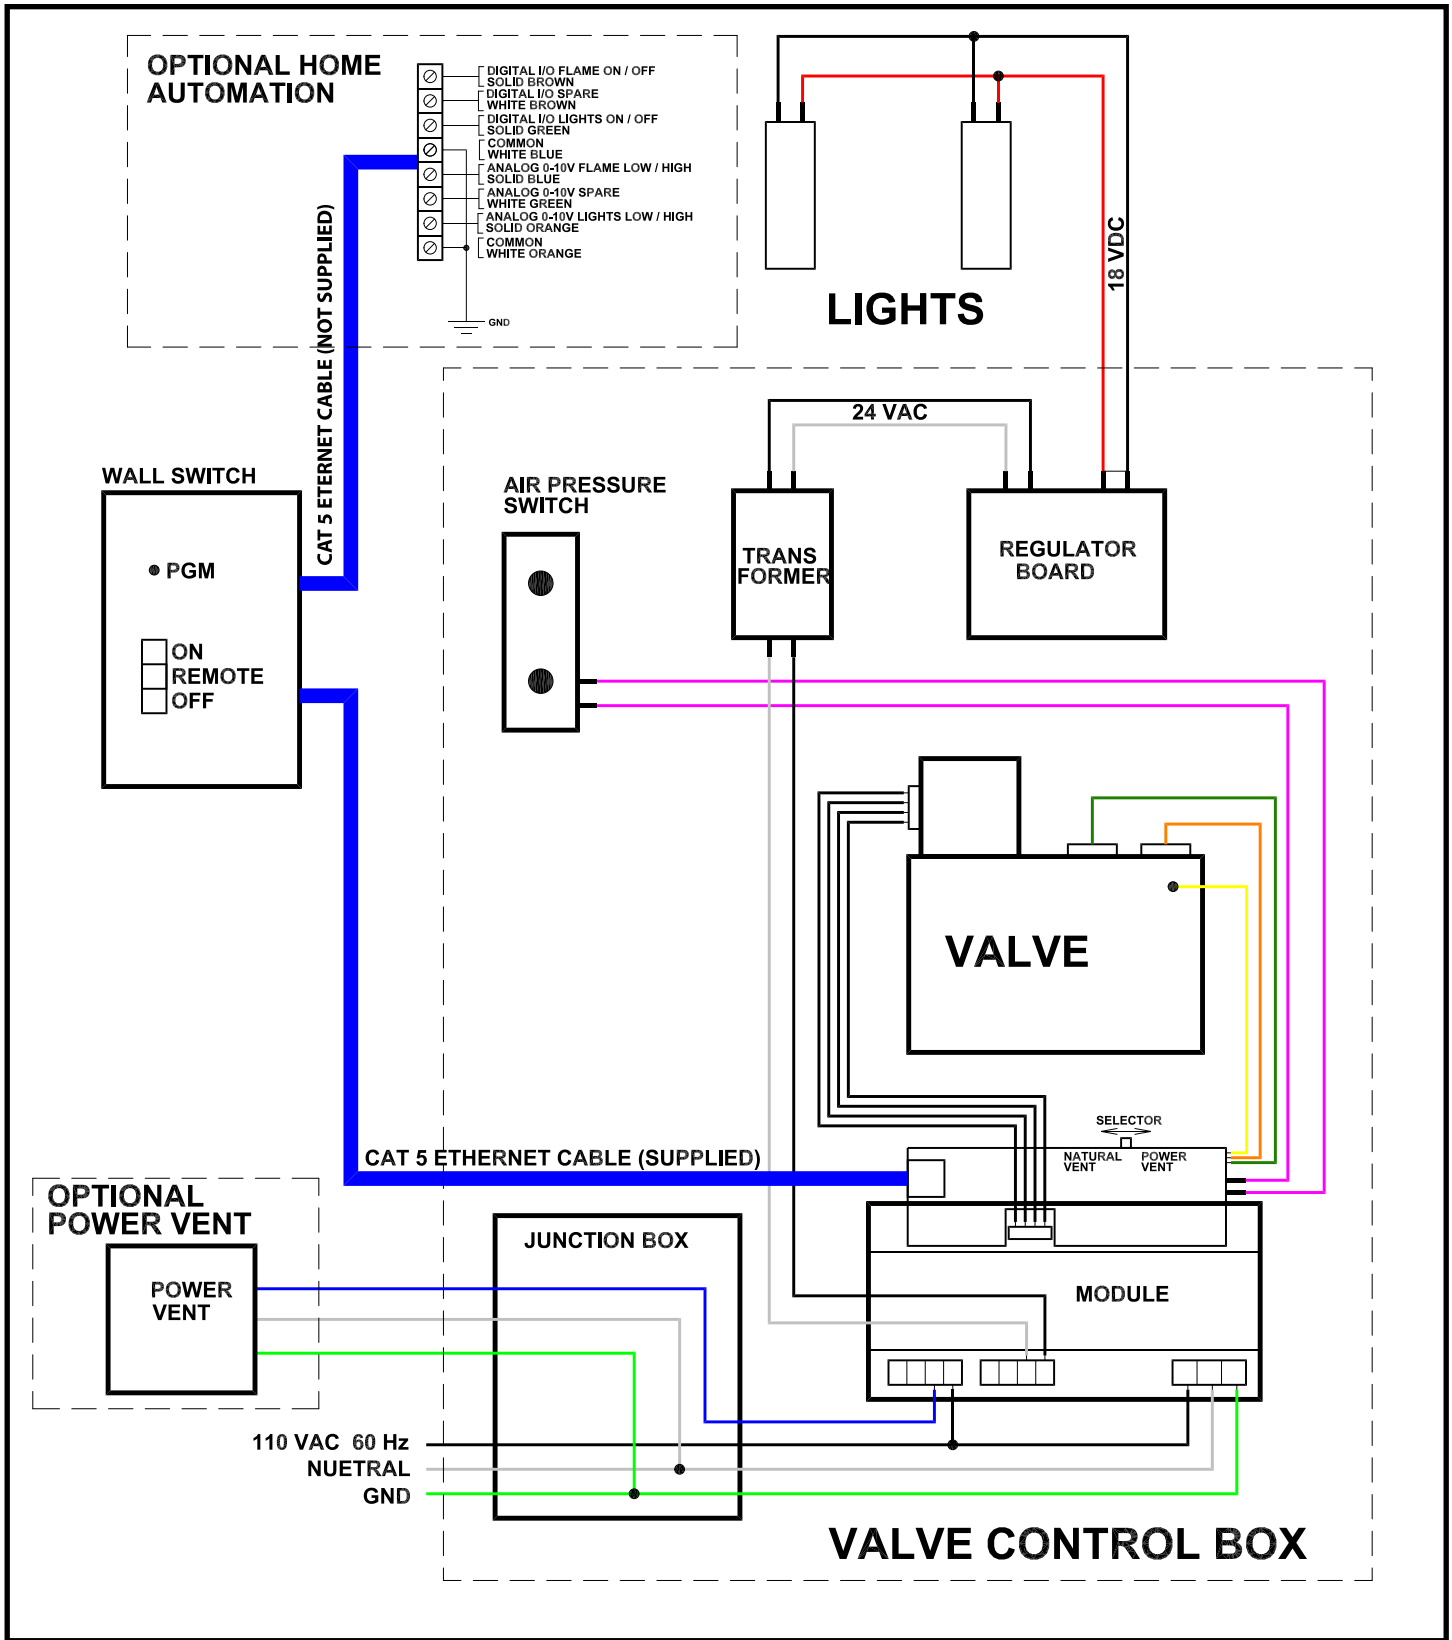 OPTIONAL HOME
AUTOMATION
DIGITAL I/O FLAME ON / OFF
SOLID BROWN
DIGITAL I/O SPARE
WHITE BROWN
DIGITAL I/O LIGHTS ON / OFF
SOLID GREEN
COMMON
WHITE BLUE
ANALOG 0-10V FLAME LOW / HIGH
SOLID BLUE
ANALOG 0-10V SPARE
WHITE GREEN
ANALOG 0-10V LIGHTS LOW / HIGH
SOLID ORANGE
COMMON
WHITE ORANGE
GND
CAT 5 ETERNET CABLE (NOT SUPPLIED)
LIGHTS
18 VDC
24 VAC
WALL SWITCH
PGM
ON
REMOTE
OFF
AIR PRESSURE
SWITCH
TRANS
FORMER
REGULATOR
BOARD
VALVE
SELECTOR
NATURAL
VENT
POWER
VENT
CAT 5 ETHERNET CABLE (SUPPLIED)
OPTIONAL
POWER VENT
POWER
VENT
JUNCTION BOX
MODULE
110 VAC 60 Hz
NUETRAL
GND
VALVE CONTROL BOX